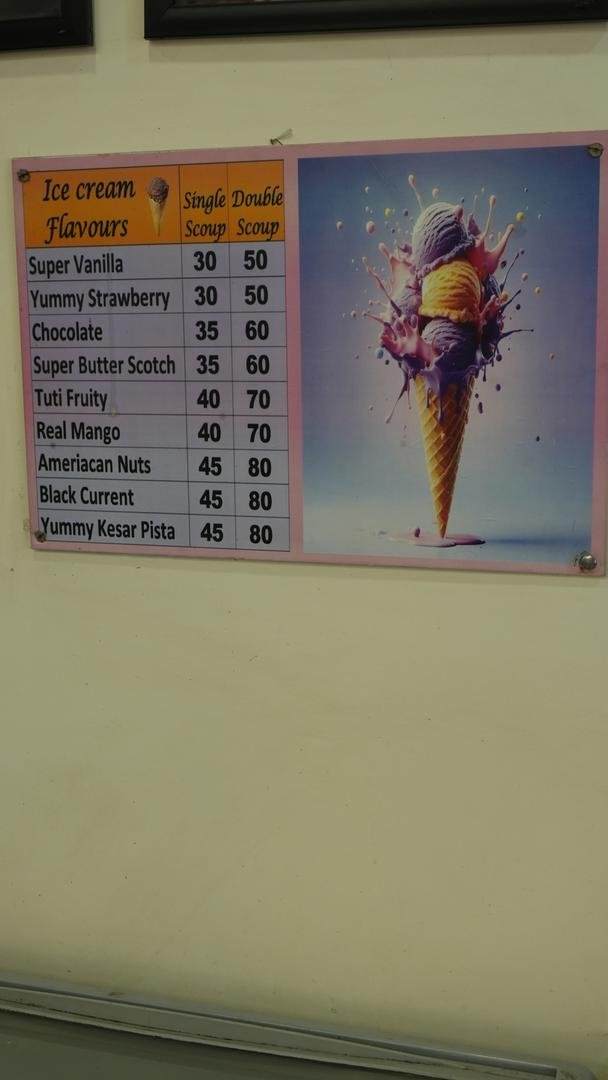 Ice cream Flavours Single Scoup Double Scoup
Super Vanilla 30 50
Yummy Strawberry 30 50
Chocolate 35 60
Super Butter Scotch 35 60
Tuti Fruity 40 70
Real Mango 40 70
Ameriacan Nuts 45 80
Black Current 45 80
Yummy Kesar Pista 45 80